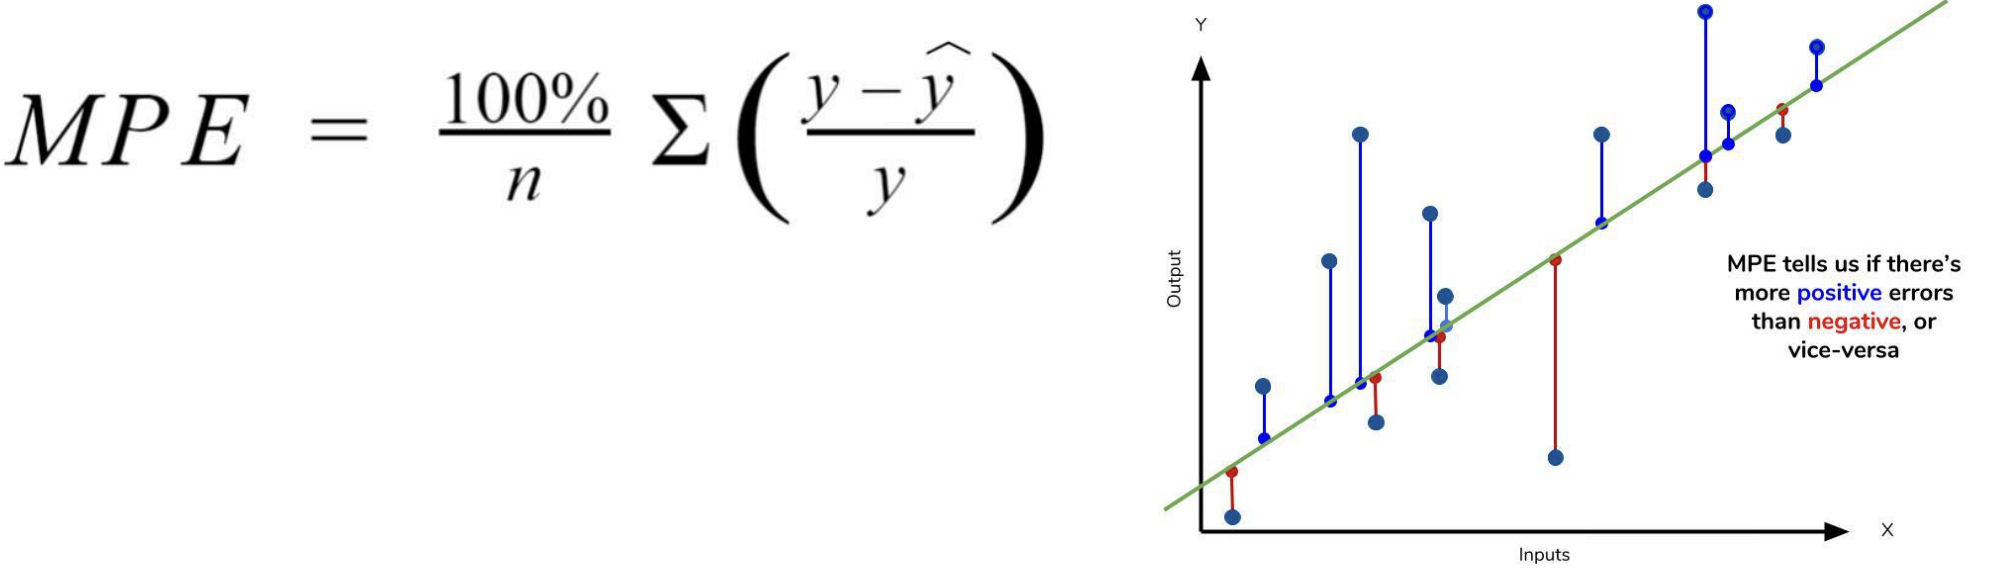 MPE = 100%/n Σ ( (y − ŷ)/y )
Y
Output
MPE tells us if there’s
more positive errors
than negative, or
vice-versa
X
Inputs